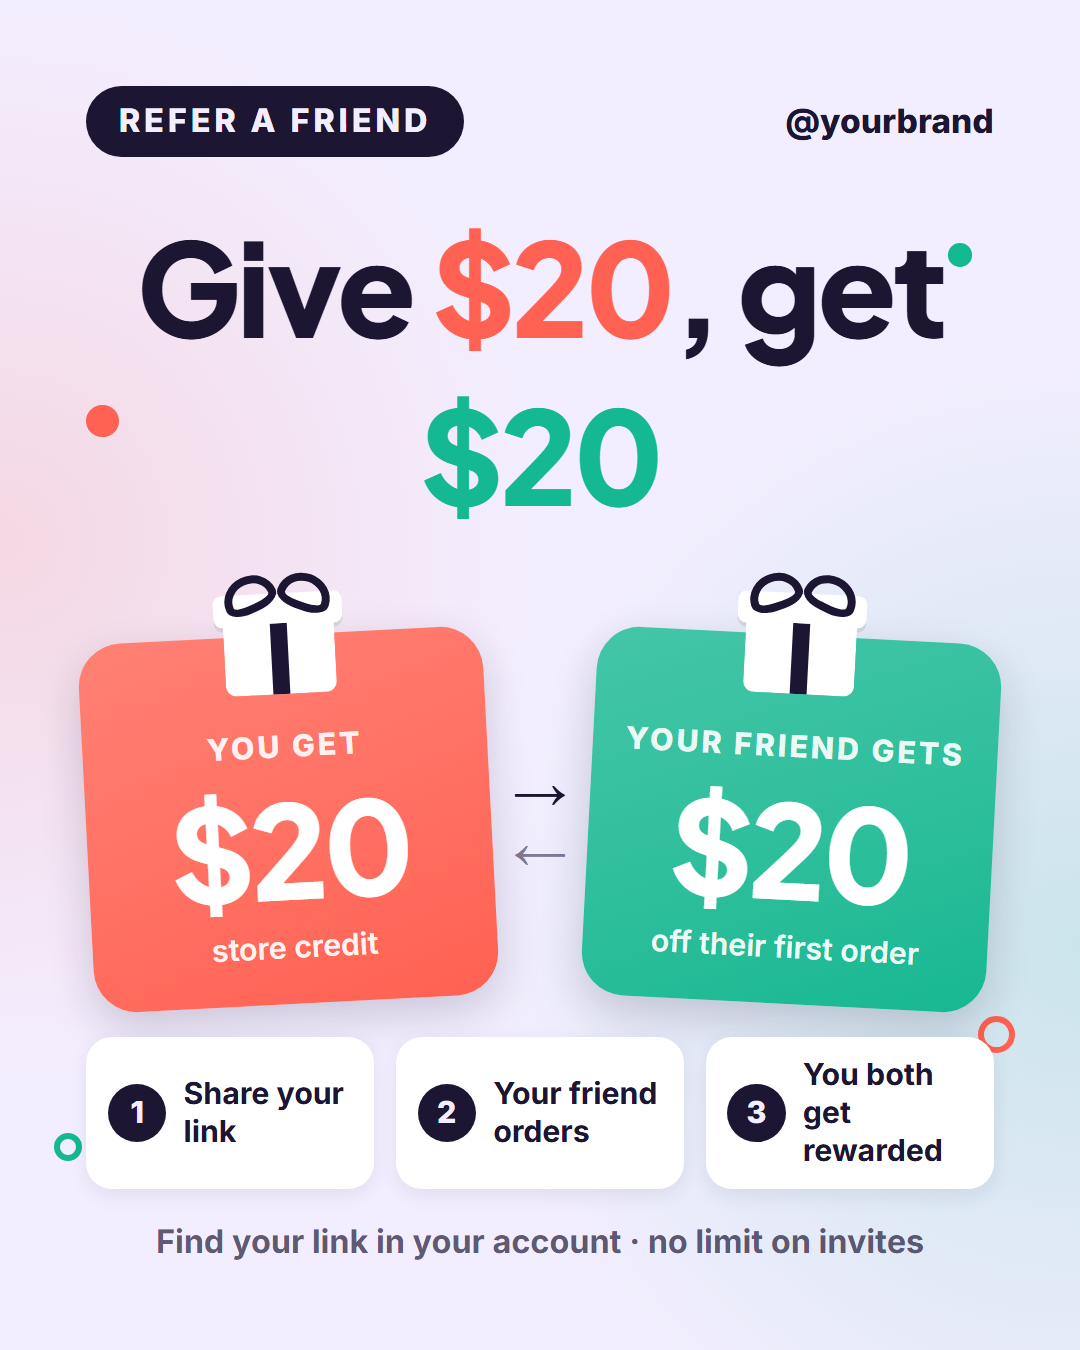 REFER A FRIEND
@yourbrand
Give $20, get
$20
YOU GET
$20
store credit
→
←
YOUR FRIEND GETS
$20
off their first order
1
Share your
link
2
Your friend
orders
3
You both
get
rewarded
Find your link in your account · no limit on invites